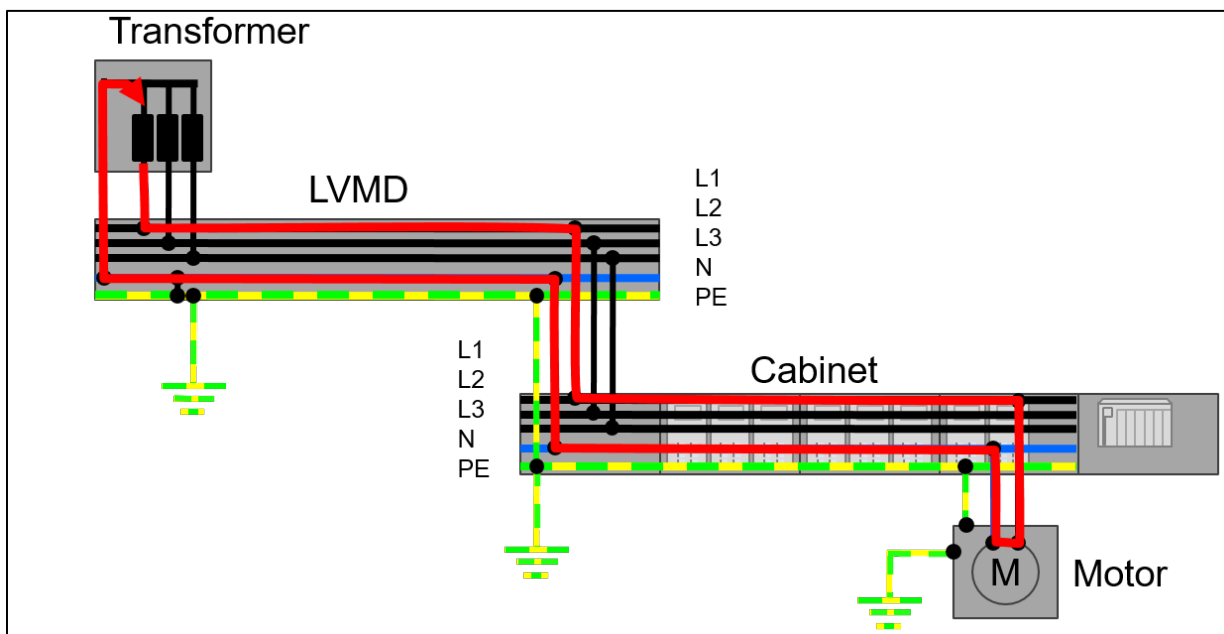 Transformer
LVMD
L1
L2
L3
N
PE
L1
L2
L3
N
PE
Cabinet
M
Motor